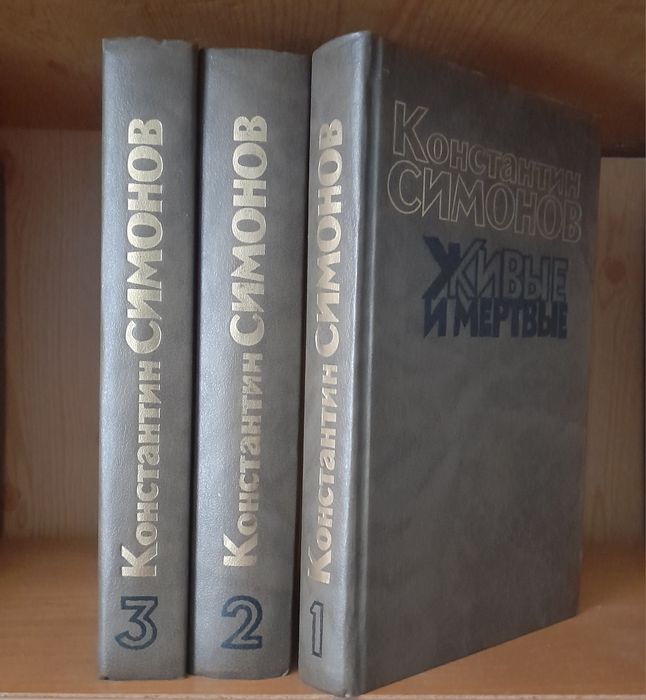 Константин СИМОНОВ
3
Константин СИМОНОВ
2
Константин СИМОНОВ
1
Константин
СИМОНОВ
ЖИВЫЕ
И МЕРТВЫЕ